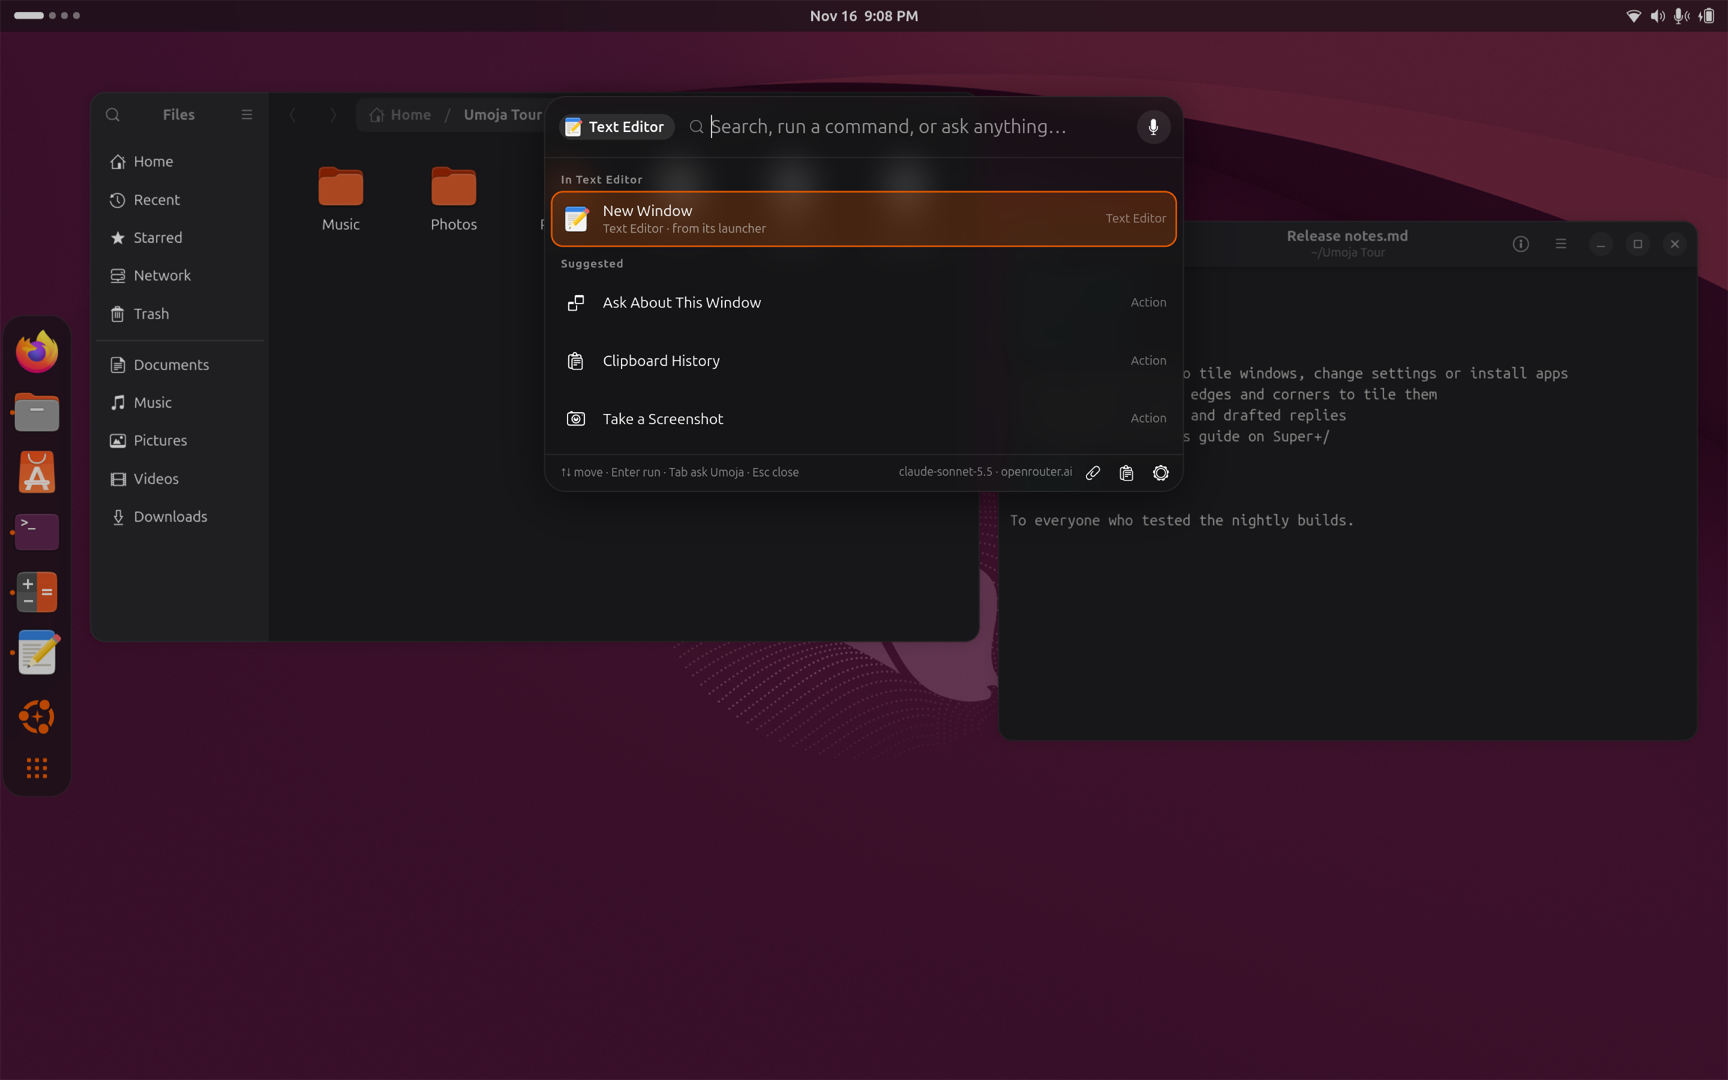 Nov 16 9:08 PM
Files
Home / Umoja Tour
Home
Recent
Starred
Network
Trash
Documents
Music
Pictures
Videos
Downloads
Music
Photos
Text Editor
Search, run a command, or ask anything…
In Text Editor
New Window
Text Editor · from its launcher
Text Editor
Suggested
Ask About This Window
Action
Clipboard History
Action
Take a Screenshot
Action
↑↓ move · Enter run · Tab ask Umoja · Esc close
claude-sonnet-5.5 · openrouter.ai
Release notes.md
~/Umoja Tour
to tile windows, change settings or install apps
edges and corners to tile them
and drafted replies
guide on Super+/
To everyone who tested the nightly builds.